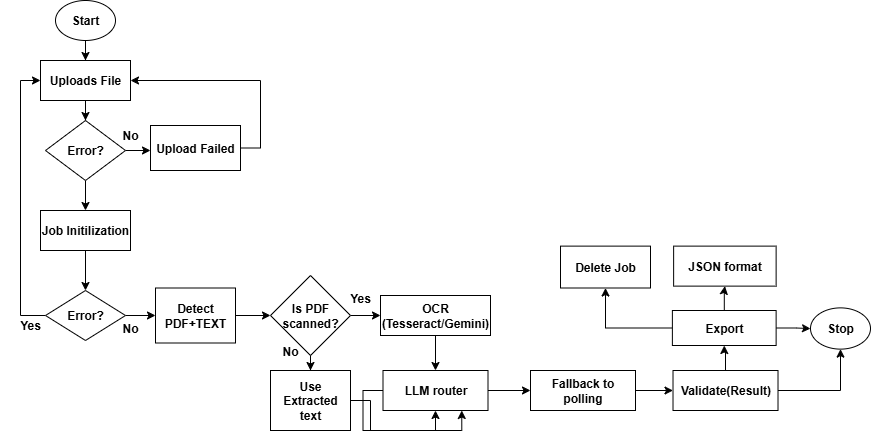 Start
Uploads File
Error?
No
Upload Failed
Job Initilization
Error?
Yes
No
Detect
PDF+TEXT
Is PDF
scanned?
Yes
No
OCR
(Tesseract/Gemini)
Use
Extracted
text
LLM router
Fallback to
polling
Validate(Result)
Export
Delete Job
JSON format
Stop